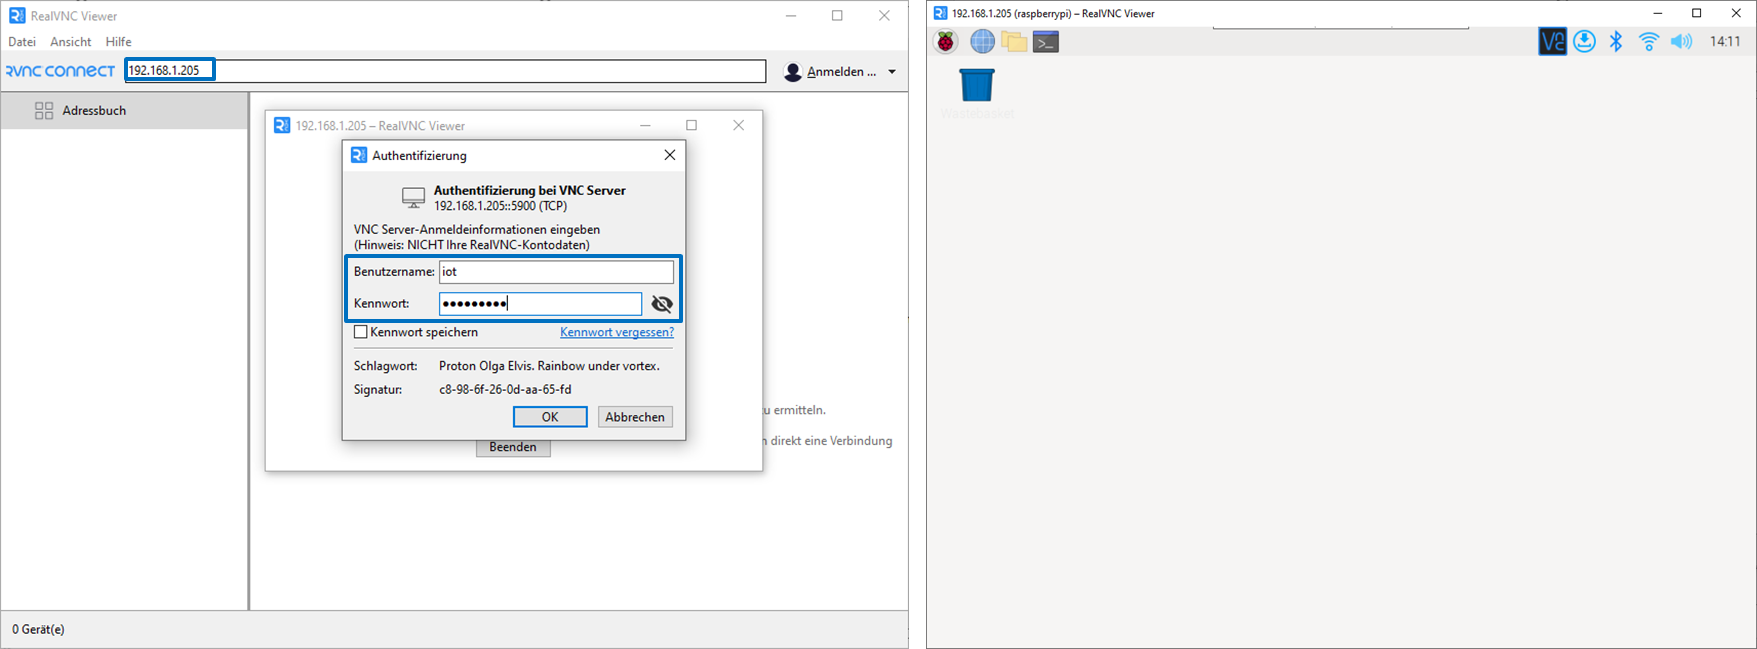 RealVNC Viewer
Datei Ansicht Hilfe
RVNC CONNECT 192.168.1.205 Anmelden ...
Adressbuch
192.168.1.205 – RealVNC Viewer
Authentifizierung
Authentifizierung bei VNC Server
192.168.1.205::5900 (TCP)
VNC Server-Anmeldeinformationen eingeben
(Hinweis: NICHT Ihre RealVNC-Kontodaten)
Benutzername: iot
Kennwort: ●●●●●●●●●
Kennwort speichern Kennwort vergessen?
Schlagwort: Proton Olga Elvis. Rainbow under vortex.
Signatur: c8-98-6f-26-0d-aa-65-fd
OK Abbrechen
zu ermitteln.
n direkt eine Verbindung
Beenden
0 Gerät(e)
192.168.1.205 (raspberrypi) – RealVNC Viewer
14:11
Wastebasket